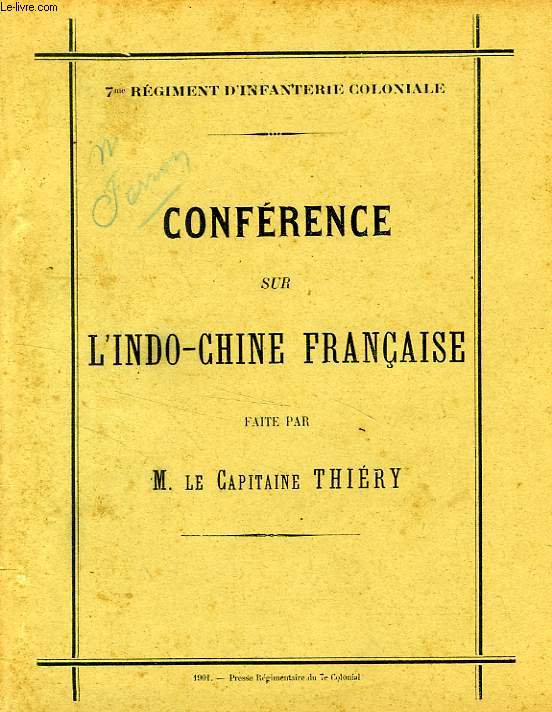 Le-livre.com
7me RÉGIMENT D'INFANTERIE COLONIALE
CONFÉRENCE
SUR
L'INDO-CHINE FRANÇAISE
FAITE PAR
M. LE CAPITAINE THIÉRY
1901. — Presse Régimentaire du 7e Colonial